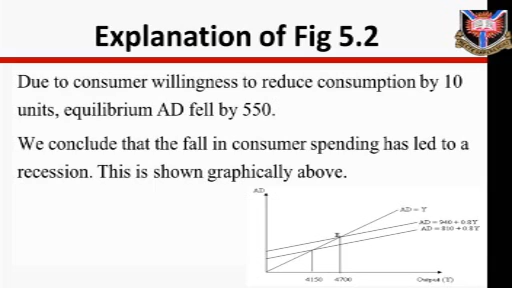 Explanation of Fig 5.2
Due to consumer willingness to reduce consumption by 10
units, equilibrium AD fell by 550.
We conclude that the fall in consumer spending has led to a
recession. This is shown graphically above.
AD
AD = Y
AD = 940 + 0.8Y
AD = 810 + 0.8Y
E
4150 4700 Output (Y)